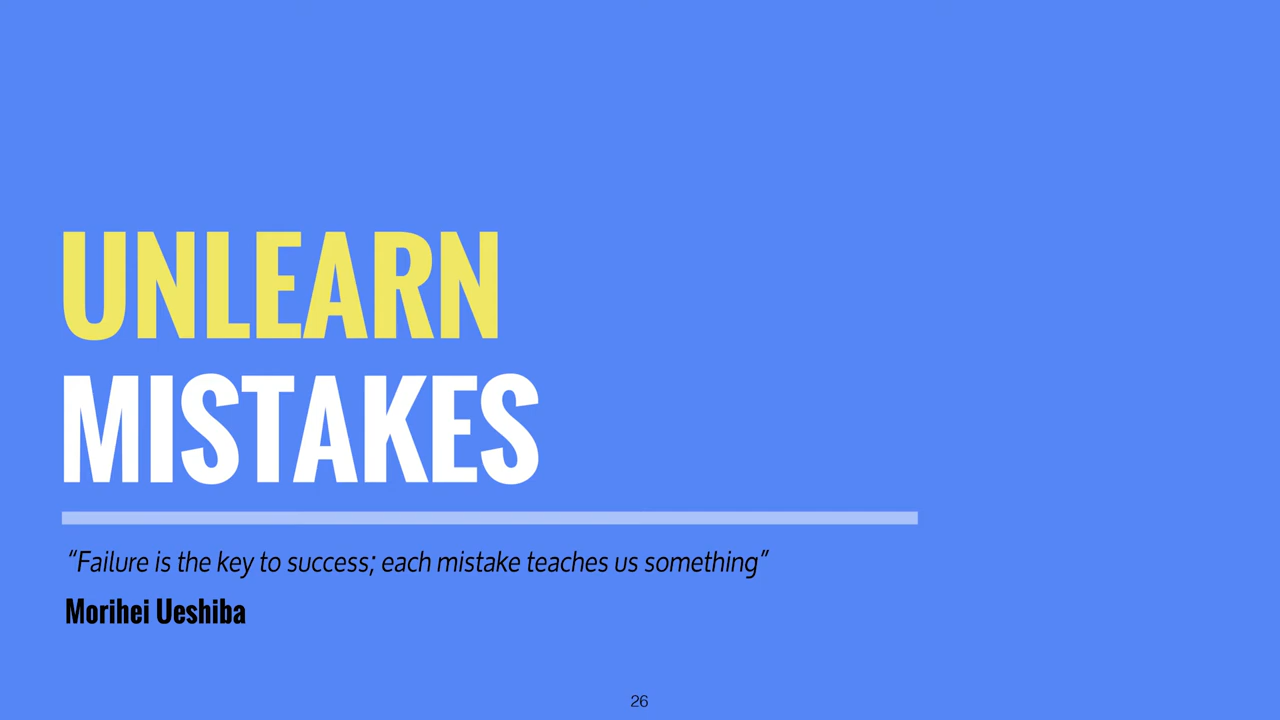 UNLEARN
MISTAKES
“Failure is the key to success; each mistake teaches us something”
Morihei Ueshiba
26